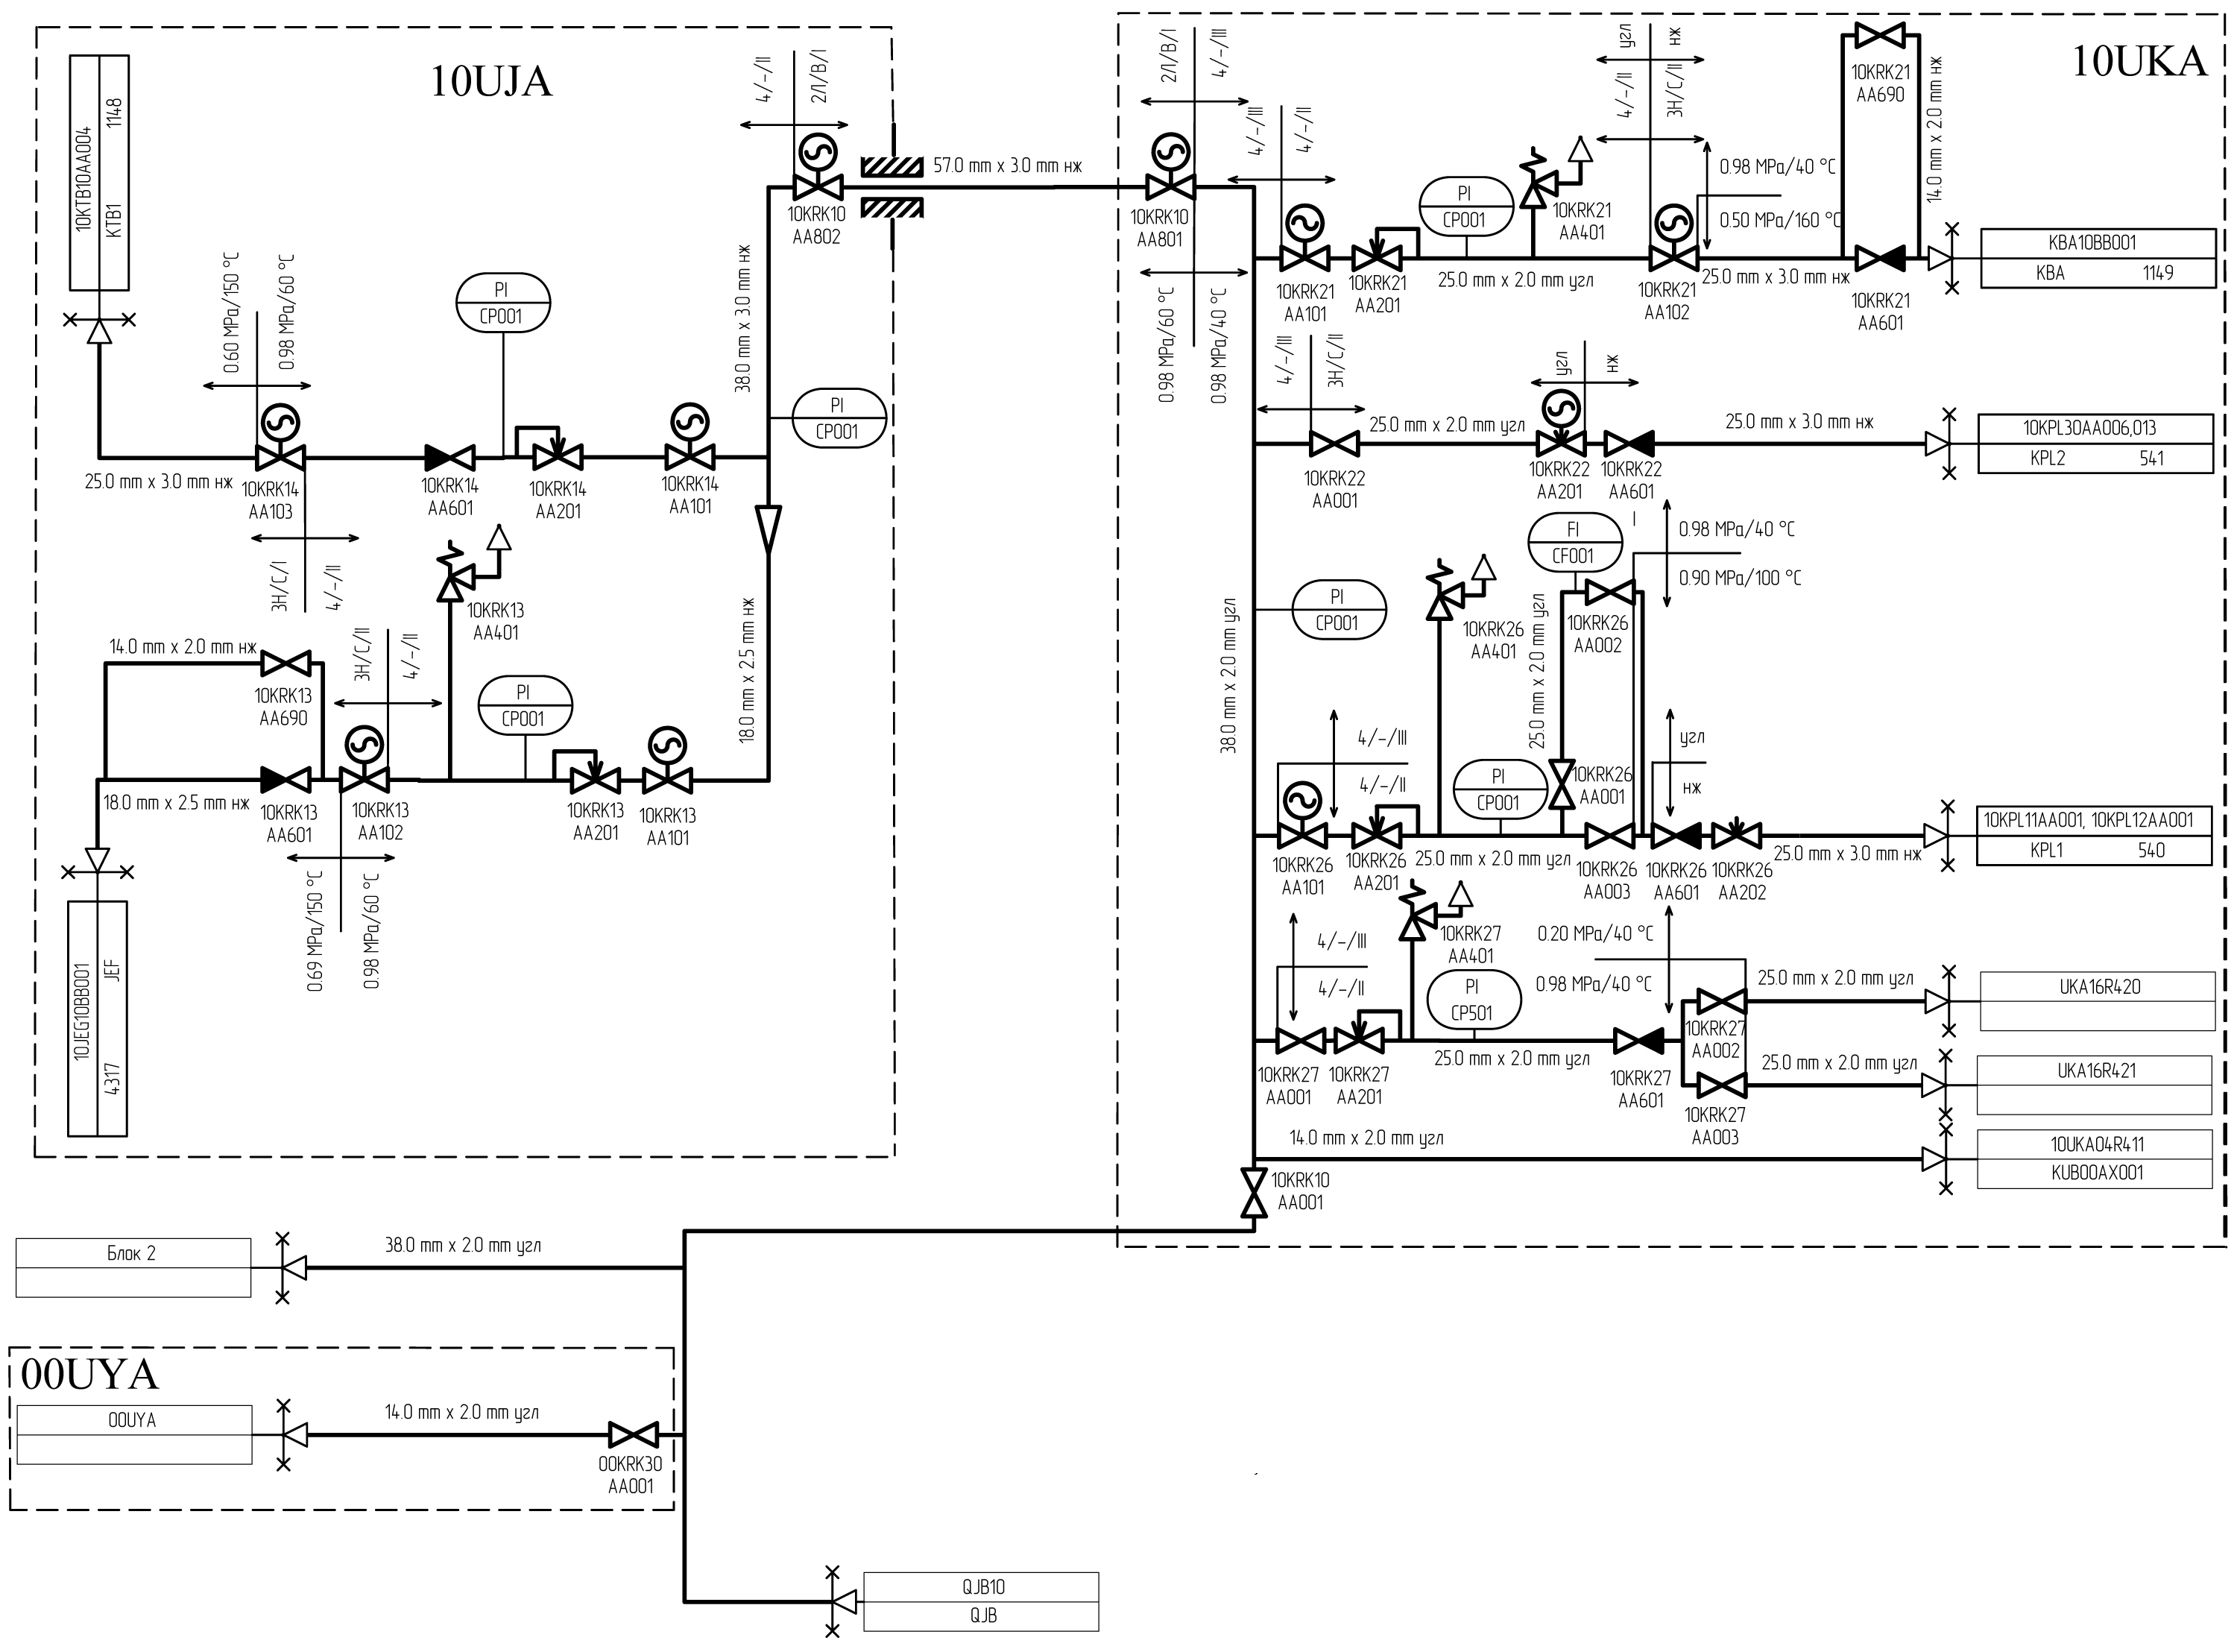 10UJA
10KTB10AA004
KTB1 1148
4/-/II
2Л/B/I
10KRK10
AA802
57.0 mm x 3.0 mm нж
38.0 mm x 3.0 mm нж
0.60 MPa/150 °C
0.98 MPa/60 °C
PI
CP001
PI
CP001
25.0 mm x 3.0 mm нж
10KRK14
AA103
10KRK14
AA601
10KRK14
AA201
10KRK14
AA101
3H/C/I
4/-/II
10KRK13
AA401
18.0 mm x 2.5 mm нж
14.0 mm x 2.0 mm нж
10KRK13
AA690
3H/C/II
4/-/II
PI
CP001
18.0 mm x 2.5 mm нж
10KRK13
AA601
10KRK13
AA102
10KRK13
AA201
10KRK13
AA101
0.69 MPa/150 °C
0.98 MPa/60 °C
10JEG10BB001
4317 JEF
10UKA
2Л/B/I
4/-/III
10KRK10
AA801
0.98 MPa/60 °C
0.98 MPa/40 °C
4/-/III
4/-/II
10KRK21
AA101
10KRK21
AA201
PI
CP001
25.0 mm x 2.0 mm угл
10KRK21
AA401
угл
нж
4/-/II
3H/C/II
10KRK21
AA102
0.98 MPa/40 °C
0.50 MPa/160 °C
25.0 mm x 3.0 mm нж
10KRK21
AA690
14.0 mm x 2.0 mm нж
10KRK21
AA601
KBA10BB001
KBA 1149
4/-/III
3H/C/II
10KRK22
AA001
25.0 mm x 2.0 mm угл
угл
нж
10KRK22
AA201
10KRK22
AA601
25.0 mm x 3.0 mm нж
10KPL30AA006,013
KPL2 541
38.0 mm x 2.0 mm угл
PI
CP001
10KRK26
AA401
FI
CF001
10KRK26
AA002
25.0 mm x 2.0 mm угл
0.98 MPa/40 °C
0.90 MPa/100 °C
4/-/III
4/-/II
10KRK26
AA101
10KRK26
AA201
PI
CP001
25.0 mm x 2.0 mm угл
10KRK26
AA001
10KRK26
AA003
угл
нж
10KRK26
AA601
10KRK26
AA202
25.0 mm x 3.0 mm нж
10KPL11AA001, 10KPL12AA001
KPL1 540
4/-/III
4/-/II
10KRK27
AA001
10KRK27
AA201
10KRK27
AA401
PI
CP501
25.0 mm x 2.0 mm угл
0.20 MPa/40 °C
0.98 MPa/40 °C
10KRK27
AA601
10KRK27
AA002
10KRK27
AA003
25.0 mm x 2.0 mm угл
UKA16R420
25.0 mm x 2.0 mm угл
UKA16R421
14.0 mm x 2.0 mm угл
10UKA04R411
KUB00AX001
10KRK10
AA001
Блок 2
38.0 mm x 2.0 mm угл
00UYA
00UYA
14.0 mm x 2.0 mm угл
00KRK30
AA001
QJB10
QJB